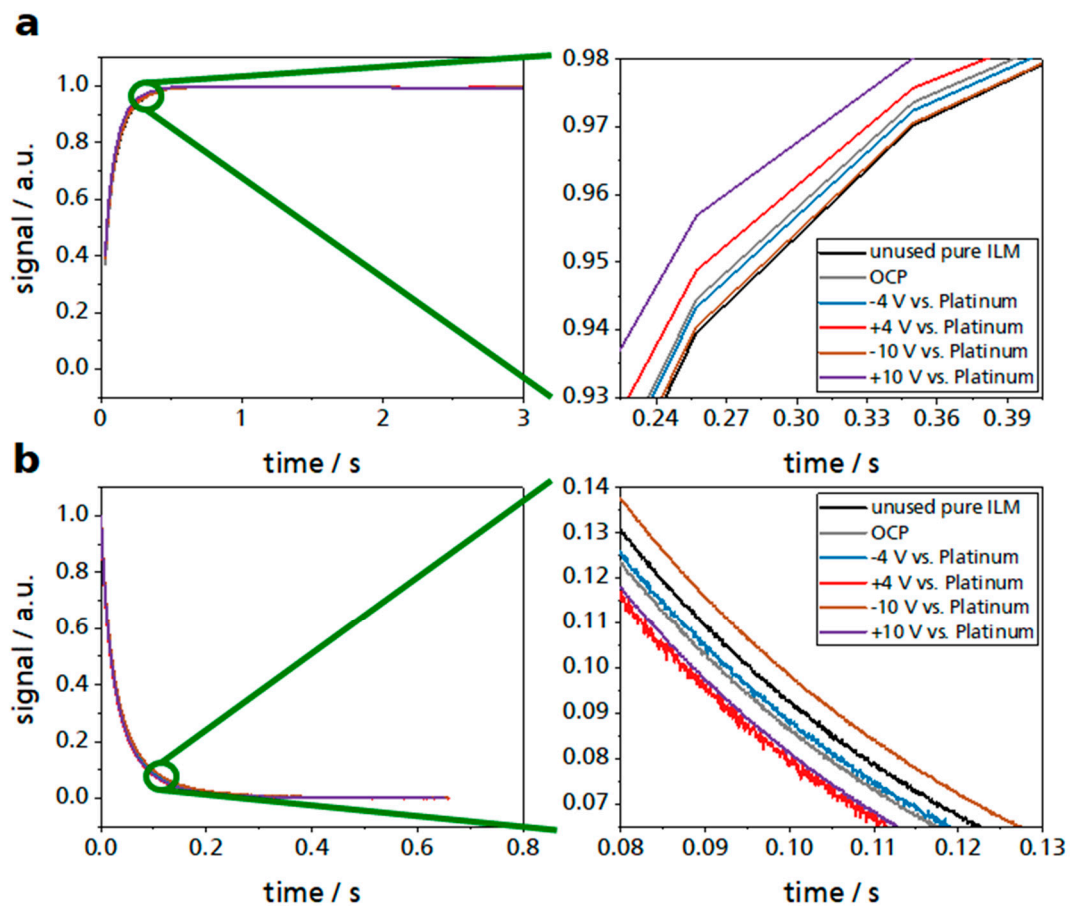 a
signal / a.u.
1.0
0.8
0.6
0.4
0.2
0.0
0
1
2
3
time / s
0.98
0.97
0.96
0.95
0.94
0.93
unused pure ILM
OCP
-4 V vs. Platinum
+4 V vs. Platinum
-10 V vs. Platinum
+10 V vs. Platinum
0.24
0.27
0.30
0.33
0.36
0.39
time / s
b
signal / a.u.
1.0
0.8
0.6
0.4
0.2
0.0
0.0
0.2
0.4
0.6
0.8
time / s
0.14
0.13
0.12
0.11
0.10
0.09
0.08
0.07
unused pure ILM
OCP
-4 V vs. Platinum
+4 V vs. Platinum
-10 V vs. Platinum
+10 V vs. Platinum
0.08
0.09
0.10
0.11
0.12
0.13
time / s